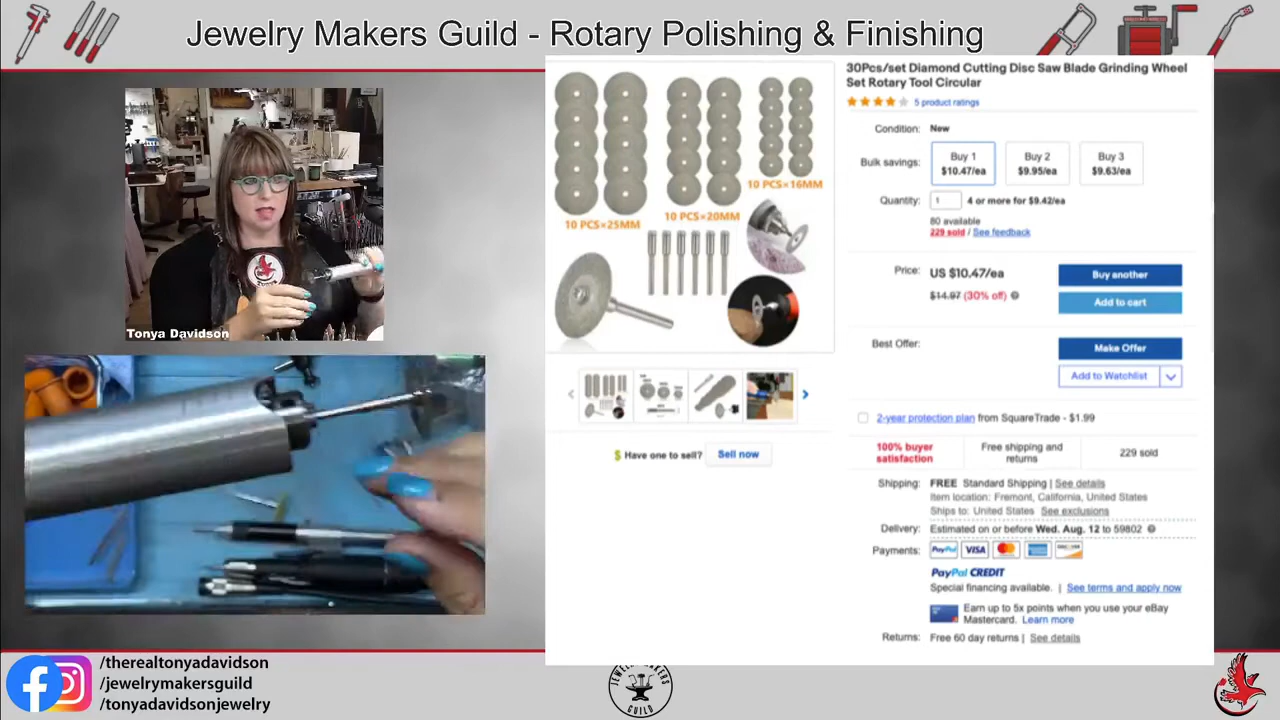 Jewelry Makers Guild - Rotary Polishing & Finishing
Tonya Davidson
10 PCS×25MM
10 PCS×20MM
10 PCS×16MM
$ Have one to sell? Sell now
30Pcs/set Diamond Cutting Disc Saw Blade Grinding Wheel
Set Rotary Tool Circular
5 product ratings
Condition: New
Bulk savings:
Buy 1
$10.47/ea
Buy 2
$9.95/ea
Buy 3
$9.63/ea
Quantity: 1 4 or more for $9.42/ea
80 available
229 sold / See feedback
Price: US $10.47/ea
$14.97 (30% off)
Buy another
Add to cart
Best Offer:
Make Offer
Add to Watchlist
2-year protection plan from SquareTrade - $1.99
100% buyer
satisfaction
Free shipping and
returns
229 sold
Shipping: FREE Standard Shipping | See details
Item location: Fremont, California, United States
Ships to: United States See exclusions
Delivery: Estimated on or before Wed. Aug. 12 to 59802
Payments: PayPal VISA
PayPal CREDIT
Special financing available. | See terms and apply now
Earn up to 5x points when you use your eBay
Mastercard. Learn more
Returns: Free 60 day returns | See details
/therealtonyadavidson
/jewelrymakersguild
/tonyadavidsonjewelry
JEWELRY MAKERS
GUILD